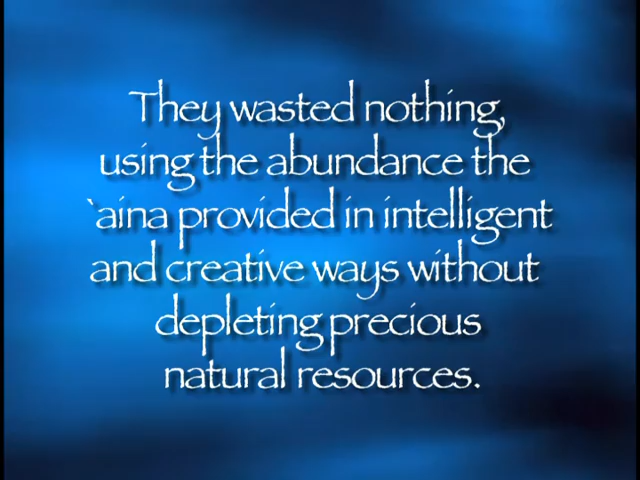 They wasted nothing,
using the abundance the
`aina provided in intelligent
and creative ways without
depleting precious
natural resources.